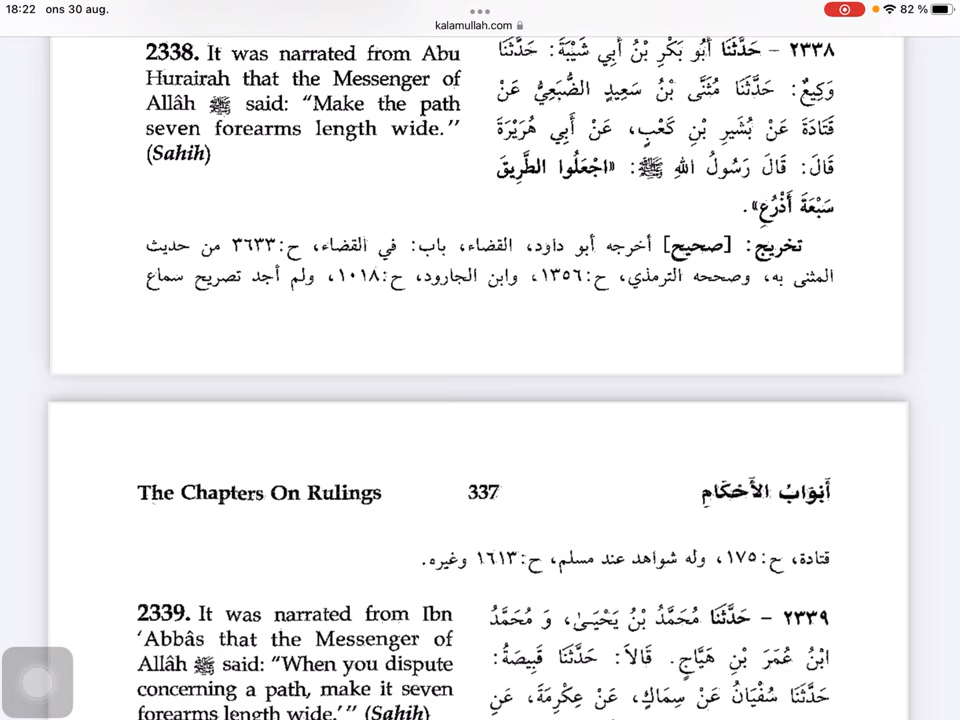 18:22 ons 30 aug.
82 %
kalamullah.com
2338. It was narrated from Abu
Hurairah that the Messenger of
Allâh ﷺ said: “Make the path
seven forearms length wide.’’
(Sahih)
٢٣٣٨ - حَدَّثَنَا أَبُو بَكْرِ بْنُ أَبِي شَيْبَةَ: حَدَّثَنَا
وَكِيعٌ: حَدَّثَنَا مُثَنَّى بْنُ سَعِيدٍ الضُّبَعِيُّ عَنْ
قَتَادَةَ عَنْ بُشَيرِ بْنِ كَعْبٍ، عَنْ أَبِي هُرَيْرَةَ
قَالَ: قَالَ رَسُولُ اللهِ ﷺ: «اجْعَلُوا الطَّرِيقَ
سَبْعَةَ أَذْرُعٍ».
تخريج: [صحيح] أخرجه أبو داود، القضاء، باب: في القضاء، ح:٣٦٣٣ من حديث
المثنى به، وصححه الترمذي، ح:١٣٥٦، وابن الجارود، ح:١٠١٨، ولم أجد تصريح سماع
The Chapters On Rulings 337 أَبْوَابُ الأَحْكَامِ
قتادة، ح:١٧٥، وله شواهد عند مسلم، ح:١٦١٣ وغيره.
2339. It was narrated from Ibn
‘Abbâs that the Messenger of
Allâh ﷺ said: “When you dispute
concerning a path, make it seven
forearms length wide.’” (Sahih)
٢٣٣٩ - حَدَّثَنَا مُحَمَّدُ بْنُ يَحْيَىٰ، وَ مُحَمَّدُ
ابْنُ عُمَرَ بْنِ هَيَّاجٍ. قَالاَ: حَدَّثَنَا قَبِيصَةُ:
حَدَّثَنَا سُفْيَانُ عَنْ سِمَاكٍ، عَنْ عِكْرِمَةَ، عَنِ